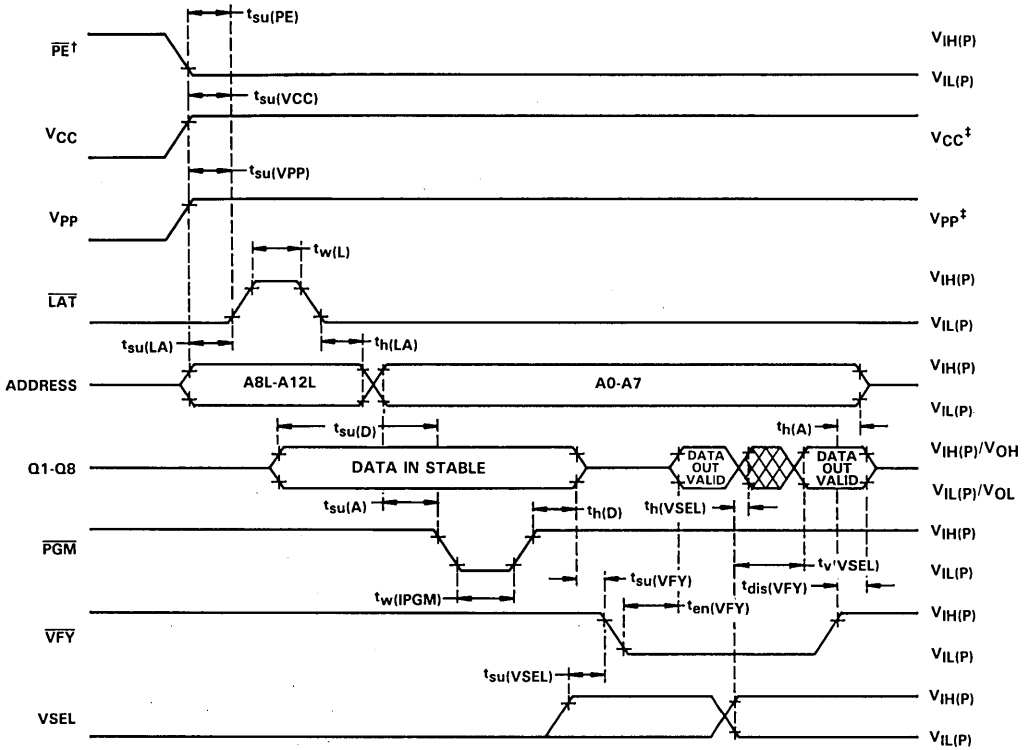 tsu(PE)
PE† VIH(P)
VIL(P)
tsu(VCC)
VCC VCC‡
tsu(VPP)
VPP VPP‡
tw(L)
LAT VIH(P)
VIL(P)
tsu(LA) th(LA)
ADDRESS A8L-A12L A0-A7 VIH(P)
VIL(P)
tsu(D) th(A)
Q1-Q8 DATA IN STABLE DATA OUT VALID DATA OUT VALID VIH(P)/VOH
VIL(P)/VOL
tsu(A) th(D) th(VSEL)
PGM VIH(P)
tv'VSEL)
VIL(P)
tw(IPGM) tsu(VFY) tdis(VFY)
ten(VFY)
VFY VIH(P)
VIL(P)
tsu(VSEL)
VSEL VIH(P)
VIL(P)